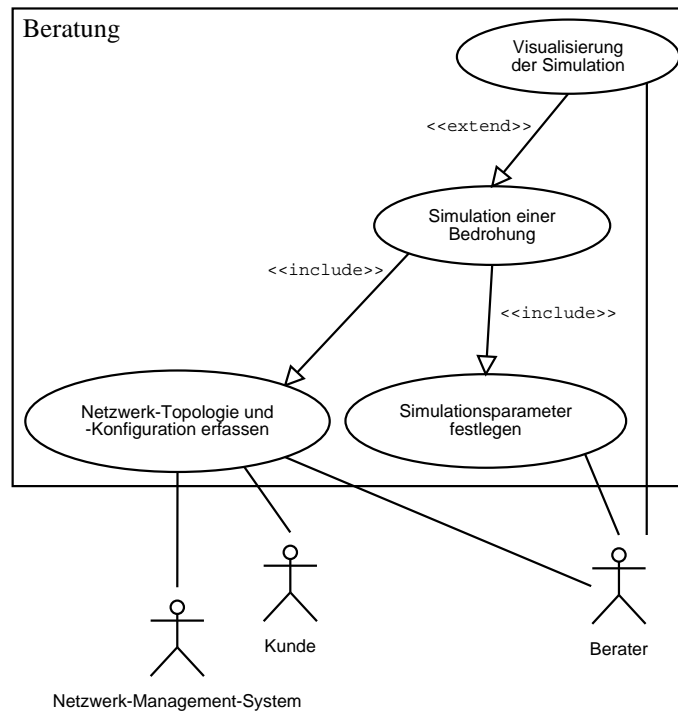 Beratung
Visualisierung
der Simulation
<<extend>>
Simulation einer
Bedrohung
<<include>>
<<include>>
Netzwerk-Topologie und
-Konfiguration erfassen
Simulationsparameter
festlegen
Kunde
Berater
Netzwerk-Management-System